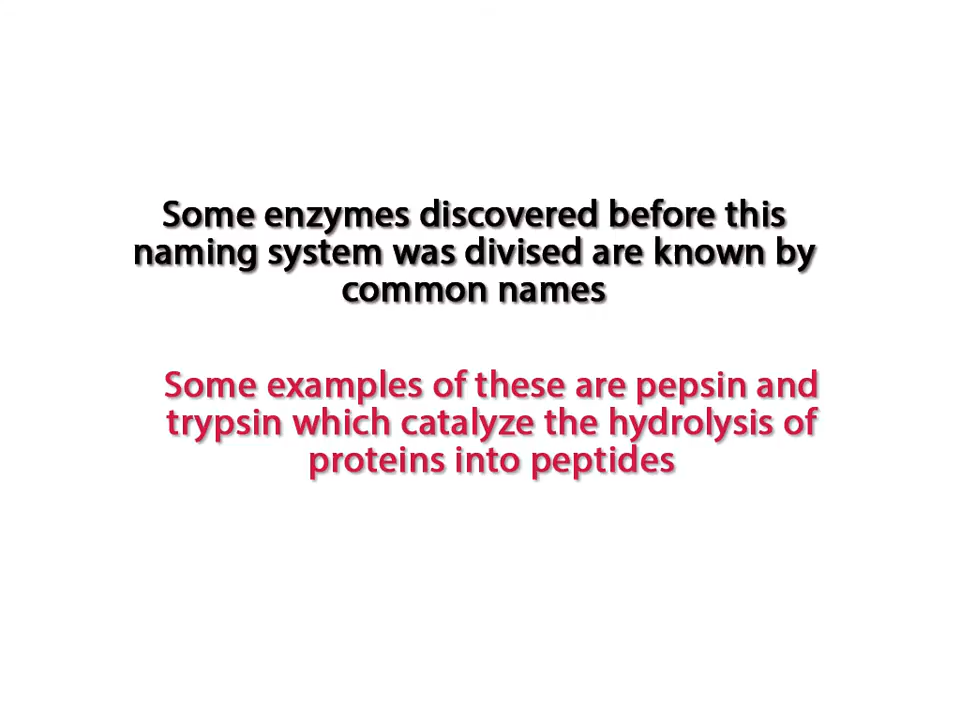 Some enzymes discovered before this
naming system was divised are known by
common names
Some examples of these are pepsin and
trypsin which catalyze the hydrolysis of
proteins into peptides